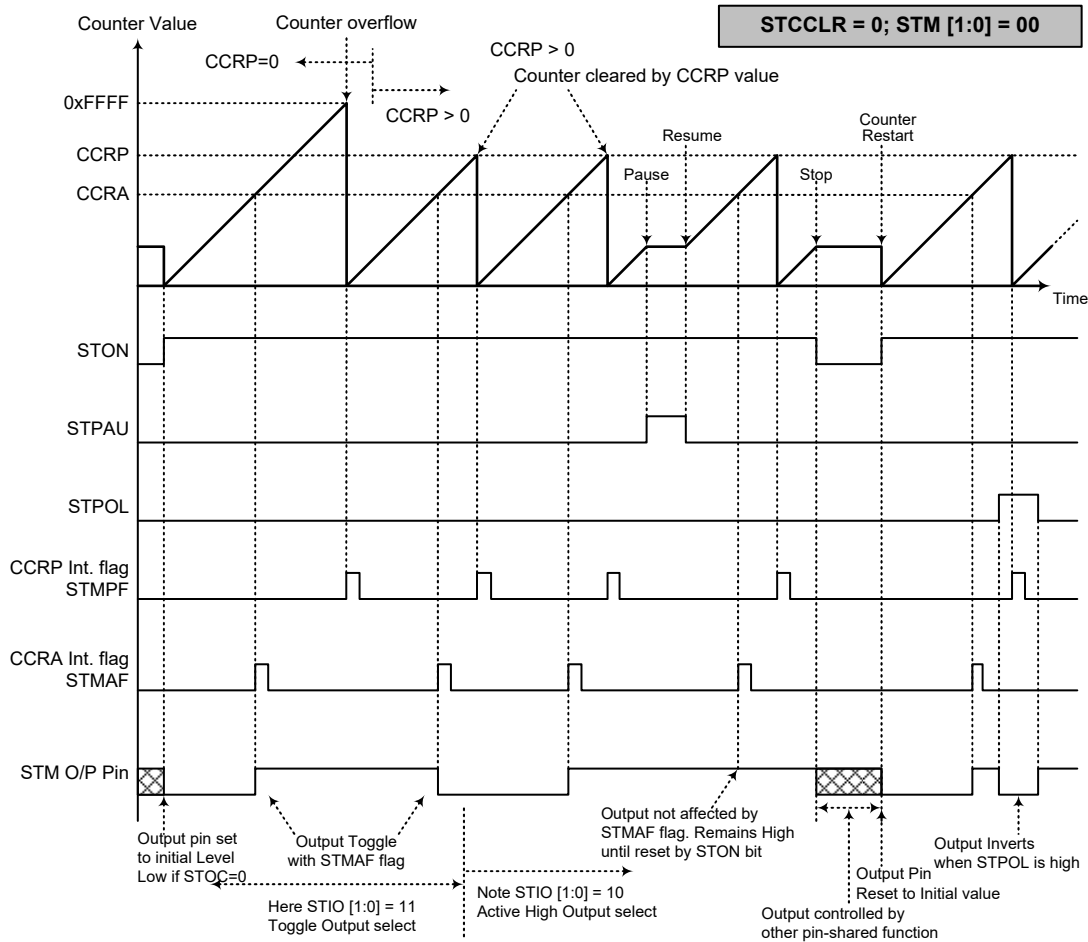 STCCLR = 0; STM [1:0] = 00
Counter Value
Counter overflow
CCRP=0
CCRP > 0
CCRP > 0
Counter cleared by CCRP value
0xFFFF
CCRP
CCRA
Pause
Resume
Stop
Counter
Restart
Time
STON
STPAU
STPOL
CCRP Int. flag
STMPF
CCRA Int. flag
STMAF
STM O/P Pin
Output pin set
to initial Level
Low if STOC=0
Output Toggle
with STMAF flag
Here STIO [1:0] = 11
Toggle Output select
Note STIO [1:0] = 10
Active High Output select
Output not affected by
STMAF flag. Remains High
until reset by STON bit
Output Pin
Reset to Initial value
Output controlled by
other pin-shared function
Output Inverts
when STPOL is high